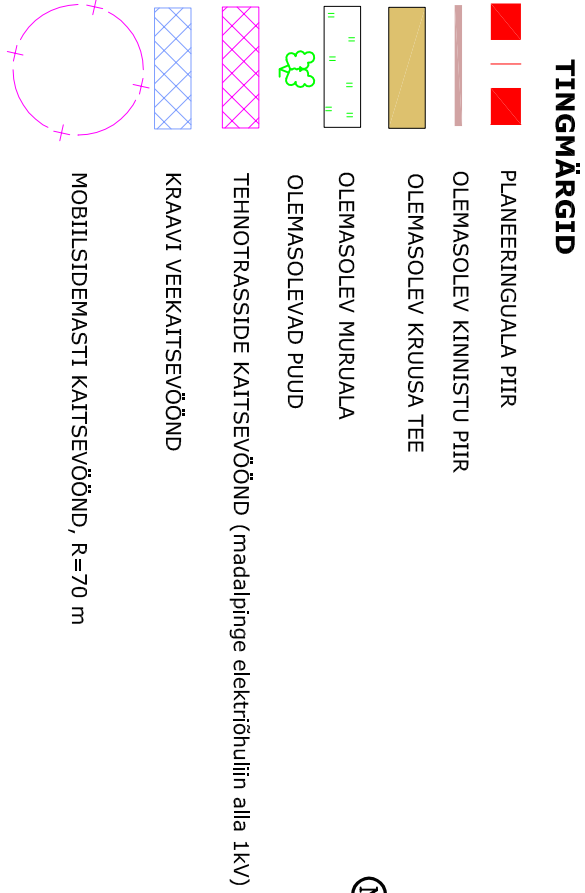 TINGMÄRGID
PLANEERINGUALA PIIR
OLEMASOLEV KINNISTU PIIR
OLEMASOLEV KRUUSA TEE
OLEMASOLEV MURUALA
OLEMASOLEVAD PUUD
TEHNOTRASSIDE KAITSEVÖÖND (madalpinge elektriõhuliin alla 1kV)
KRAAVI VEEKAITSEVÖÖND
MOBIILSIDEMASTI KAITSEVÖÖND, R=70 m